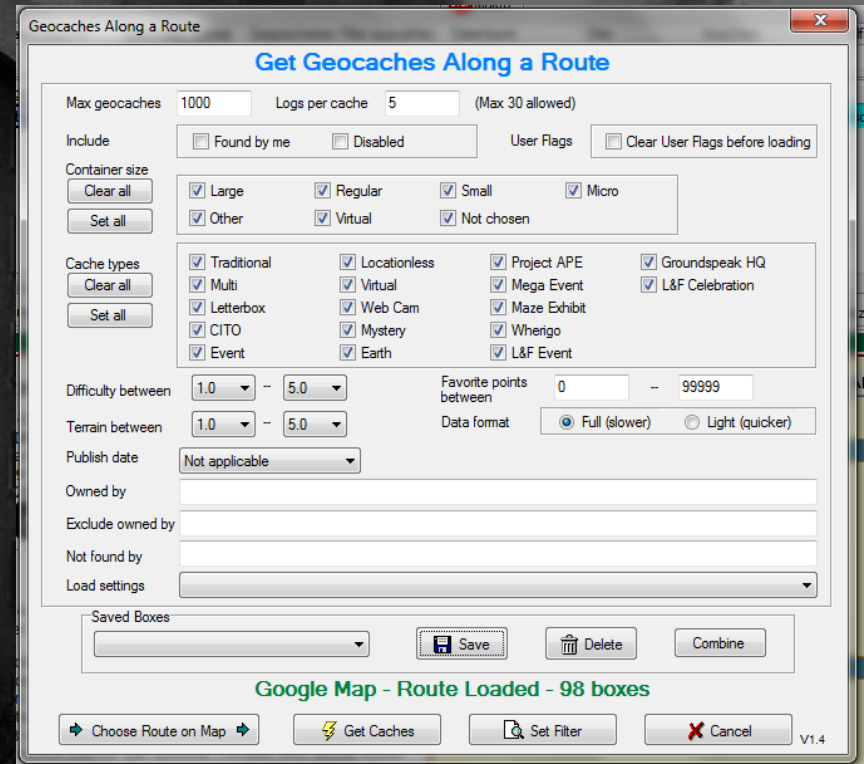 Geocaches Along a Route
Get Geocaches Along a Route
Max geocaches 1000 Logs per cache 5 (Max 30 allowed)
Include Found by me Disabled User Flags Clear User Flags before loading
Container size
Clear all Large Regular Small Micro
Set all Other Virtual Not chosen
Cache types Traditional Locationless Project APE Groundspeak HQ
Clear all Multi Virtual Mega Event L&F Celebration
Set all Letterbox Web Cam Maze Exhibit
CITO Mystery Wherigo
Event Earth L&F Event
Difficulty between 1.0 -- 5.0 Favorite points between 0 -- 99999
Terrain between 1.0 -- 5.0 Data format Full (slower) Light (quicker)
Publish date Not applicable
Owned by
Exclude owned by
Not found by
Load settings
Saved Boxes
Save Delete Combine
Google Map - Route Loaded - 98 boxes
Choose Route on Map Get Caches Set Filter Cancel V1.4